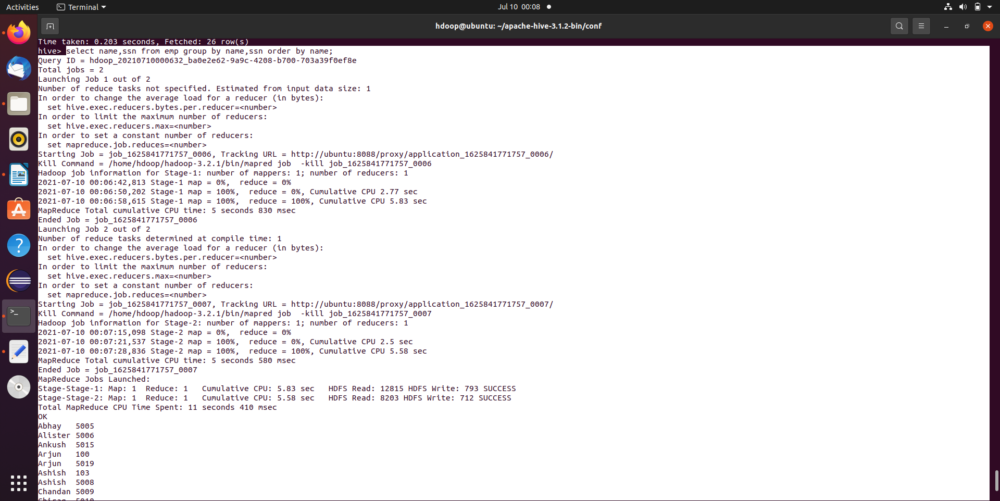 Activities
Terminal
Jul 10 00:08
hdoop@ubuntu: ~/apache-hive-3.1.2-bin/conf
Time taken: 0.203 seconds, Fetched: 26 row(s)
hive> select name,ssn from emp group by name,ssn order by name;
Query ID = hdoop_20210710000632_ba0e2e62-9a9c-4208-b700-703a39f0ef8e
Total jobs = 2
Launching Job 1 out of 2
Number of reduce tasks not specified. Estimated from input data size: 1
In order to change the average load for a reducer (in bytes):
  set hive.exec.reducers.bytes.per.reducer=<number>
In order to limit the maximum number of reducers:
  set hive.exec.reducers.max=<number>
In order to set a constant number of reducers:
  set mapreduce.job.reduces=<number>
Starting Job = job_1625841771757_0006, Tracking URL = http://ubuntu:8088/proxy/application_1625841771757_0006/
Kill Command = /home/hdoop/hadoop-3.2.1/bin/mapred job  -kill job_1625841771757_0006
Hadoop job information for Stage-1: number of mappers: 1; number of reducers: 1
2021-07-10 00:06:42,813 Stage-1 map = 0%,  reduce = 0%
2021-07-10 00:06:50,202 Stage-1 map = 100%,  reduce = 0%, Cumulative CPU 2.77 sec
2021-07-10 00:06:58,615 Stage-1 map = 100%,  reduce = 100%, Cumulative CPU 5.83 sec
MapReduce Total cumulative CPU time: 5 seconds 830 msec
Ended Job = job_1625841771757_0006
Launching Job 2 out of 2
Number of reduce tasks determined at compile time: 1
In order to change the average load for a reducer (in bytes):
  set hive.exec.reducers.bytes.per.reducer=<number>
In order to limit the maximum number of reducers:
  set hive.exec.reducers.max=<number>
In order to set a constant number of reducers:
  set mapreduce.job.reduces=<number>
Starting Job = job_1625841771757_0007, Tracking URL = http://ubuntu:8088/proxy/application_1625841771757_0007/
Kill Command = /home/hdoop/hadoop-3.2.1/bin/mapred job  -kill job_1625841771757_0007
Hadoop job information for Stage-2: number of mappers: 1; number of reducers: 1
2021-07-10 00:07:15,098 Stage-2 map = 0%,  reduce = 0%
2021-07-10 00:07:21,537 Stage-2 map = 100%,  reduce = 0%, Cumulative CPU 2.5 sec
2021-07-10 00:07:28,836 Stage-2 map = 100%,  reduce = 100%, Cumulative CPU 5.58 sec
MapReduce Total cumulative CPU time: 5 seconds 580 msec
Ended Job = job_1625841771757_0007
MapReduce Jobs Launched:
Stage-Stage-1: Map: 1  Reduce: 1   Cumulative CPU: 5.83 sec   HDFS Read: 12815 HDFS Write: 793 SUCCESS
Stage-Stage-2: Map: 1  Reduce: 1   Cumulative CPU: 5.58 sec   HDFS Read: 8203 HDFS Write: 712 SUCCESS
Total MapReduce CPU Time Spent: 11 seconds 410 msec
OK
Abhay	5005
Alister	5006
Ankush	5015
Arjun	100
Arjun	5019
Ashish	103
Ashish	5008
Chandan	5009
Chirag	5010